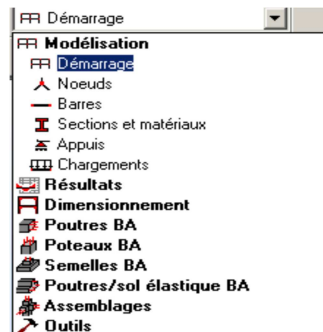 Démarrage
Modélisation
Démarrage
Noeuds
Barres
Sections et matériaux
Appuis
Chargements
Résultats
Dimensionnement
Poutres BA
Poteaux BA
Semelles BA
Poutres/sol élastique BA
Assemblages
Outils